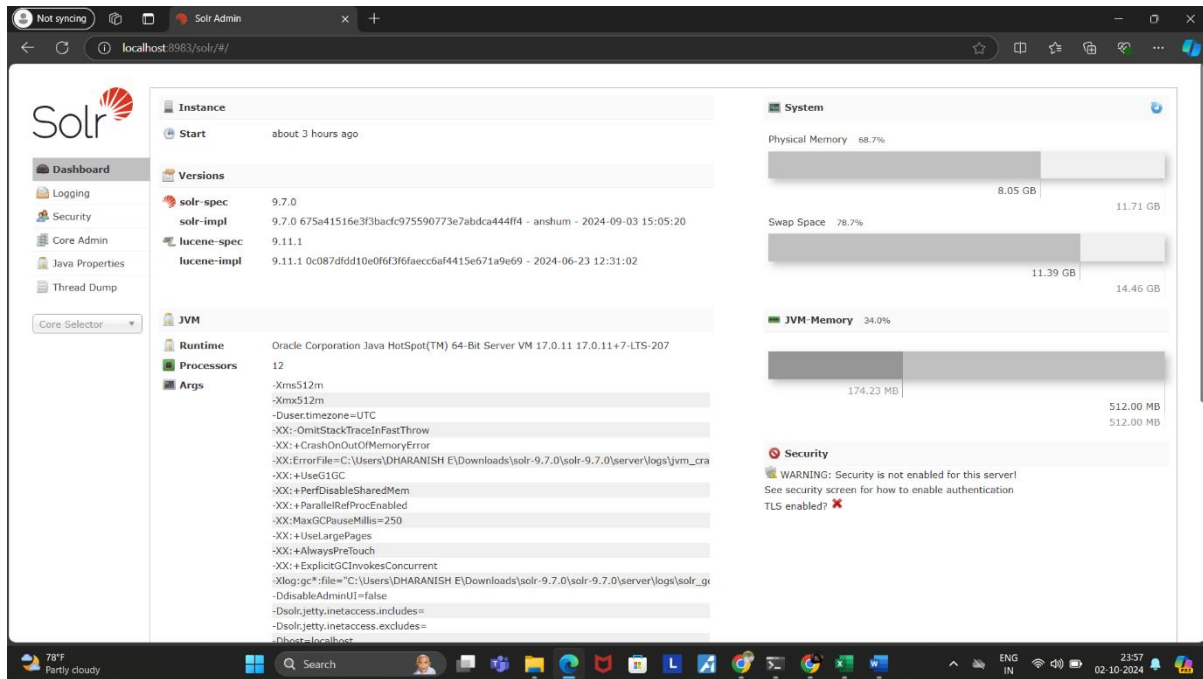 Not syncing
Solr Admin
localhost:8983/solr/#/
Solr
Dashboard
Logging
Security
Core Admin
Java Properties
Thread Dump
Core Selector
Instance
Start about 3 hours ago
Versions
solr-spec 9.7.0
solr-impl 9.7.0 675a41516e3f3bacfc975590773e7abdca444ff4 - anshum - 2024-09-03 15:05:20
lucene-spec 9.11.1
lucene-impl 9.11.1 0c087dfdd10e0f6f3f6faecc6af4415e671a9e69 - 2024-06-23 12:31:02
JVM
Runtime Oracle Corporation Java HotSpot(TM) 64-Bit Server VM 17.0.11 17.0.11+7-LTS-207
Processors 12
Args -Xms512m
-Xmx512m
-Duser.timezone=UTC
-XX:-OmitStackTraceInFastThrow
-XX:+CrashOnOutOfMemoryError
-XX:ErrorFile=C:\Users\DHARANISH E\Downloads\solr-9.7.0\solr-9.7.0\server\logs\jvm_cra
-XX:+UseG1GC
-XX:+PerfDisableSharedMem
-XX:+ParallelRefProcEnabled
-XX:MaxGCPauseMillis=250
-XX:+UseLargePages
-XX:+AlwaysPreTouch
-XX:+ExplicitGCInvokesConcurrent
-Xlog:gc*:file="C:\Users\DHARANISH E\Downloads\solr-9.7.0\solr-9.7.0\server\logs\solr_gc
-DdisableAdminUI=false
-Dsolr.jetty.inetaccess.includes=
-Dsolr.jetty.inetaccess.excludes=
-Dhost=localhost
System
Physical Memory 68.7%
8.05 GB
11.71 GB
Swap Space 78.7%
11.39 GB
14.46 GB
JVM-Memory 34.0%
174.23 MB
512.00 MB
512.00 MB
Security
WARNING: Security is not enabled for this server!
See security screen for how to enable authentication
TLS enabled?
78°F
Partly cloudy
Search
ENG
IN
23:57
02-10-2024